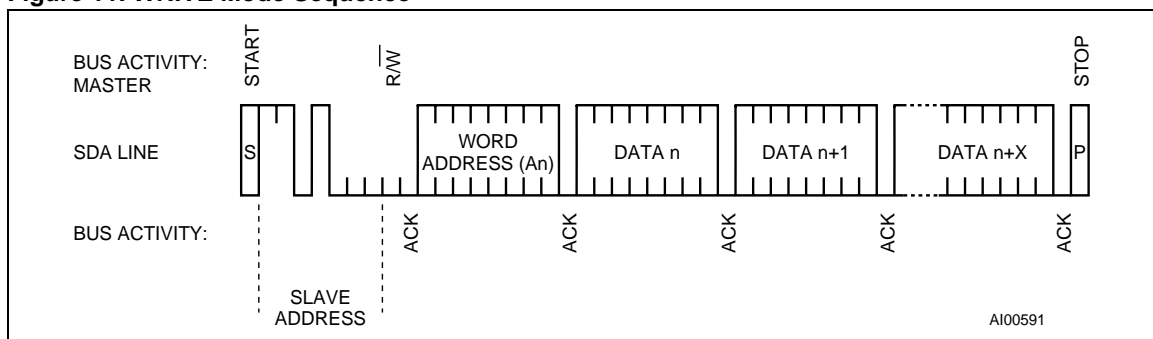 Figure 11. WRITE Mode Sequence
BUS ACTIVITY:
MASTER
START
R/W
STOP
SDA LINE
S
WORD
ADDRESS (An)
DATA n
DATA n+1
DATA n+X
P
BUS ACTIVITY:
ACK
ACK
ACK
ACK
ACK
SLAVE
ADDRESS
AI00591